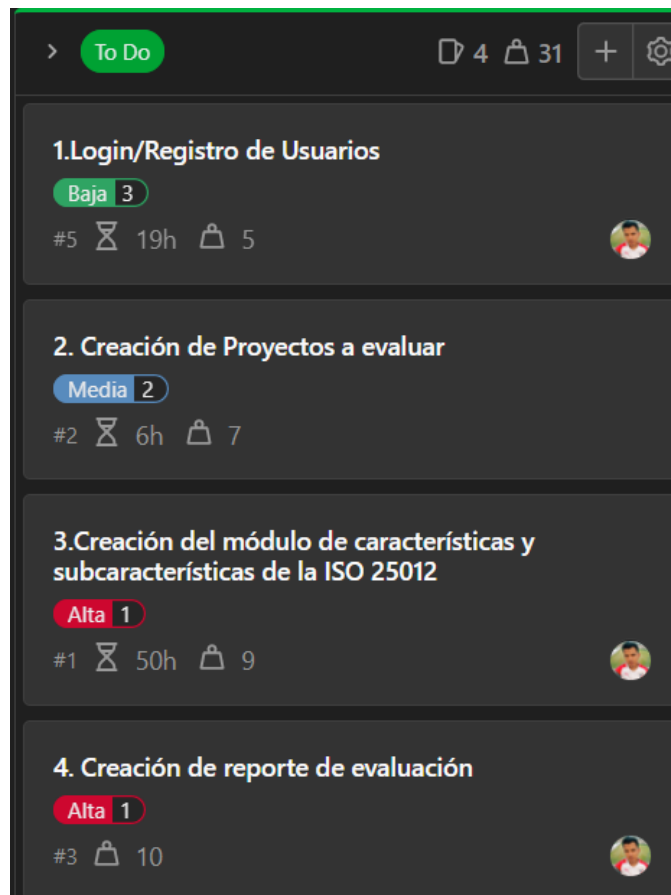 To Do 4 31
1.Login/Registro de Usuarios
Baja 3
#5 19h 5
2. Creación de Proyectos a evaluar
Media 2
#2 6h 7
3.Creación del módulo de características y
subcaracterísticas de la ISO 25012
Alta 1
#1 50h 9
4. Creación de reporte de evaluación
Alta 1
#3 10